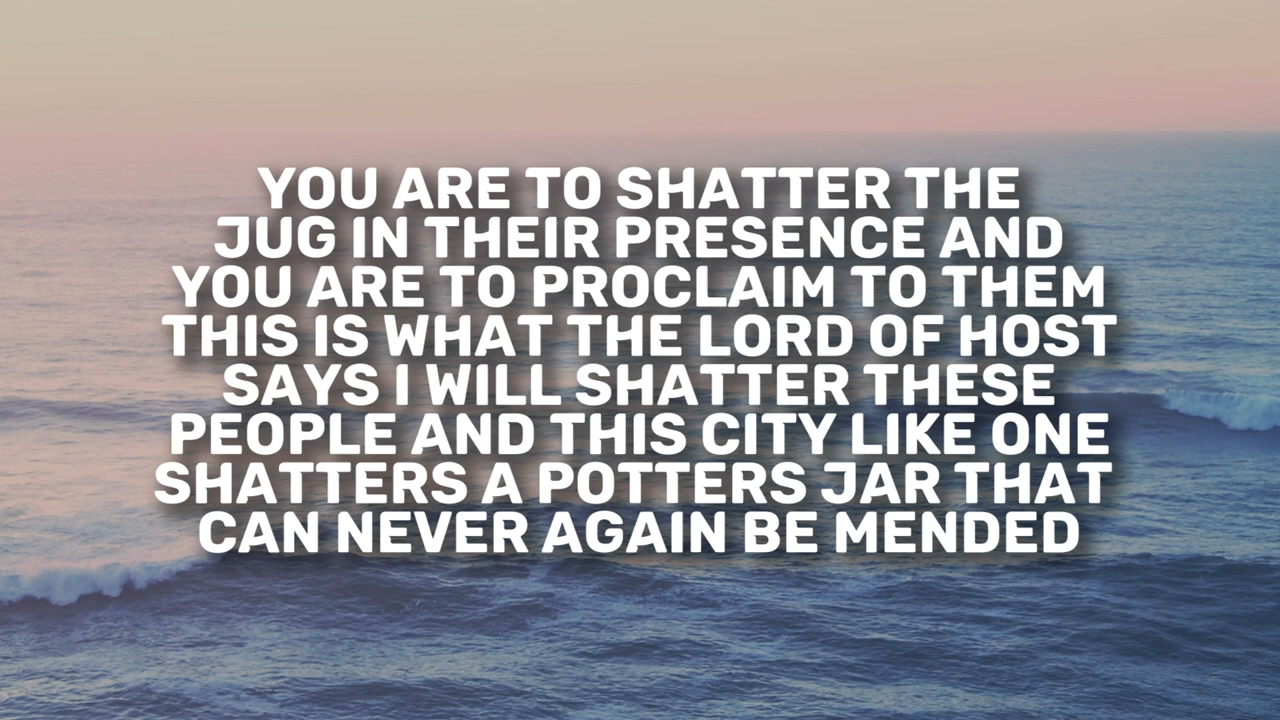 YOU ARE TO SHATTER THE
JUG IN THEIR PRESENCE AND
YOU ARE TO PROCLAIM TO THEM
THIS IS WHAT THE LORD OF HOST
SAYS I WILL SHATTER THESE
PEOPLE AND THIS CITY LIKE ONE
SHATTERS A POTTERS JAR THAT
CAN NEVER AGAIN BE MENDED